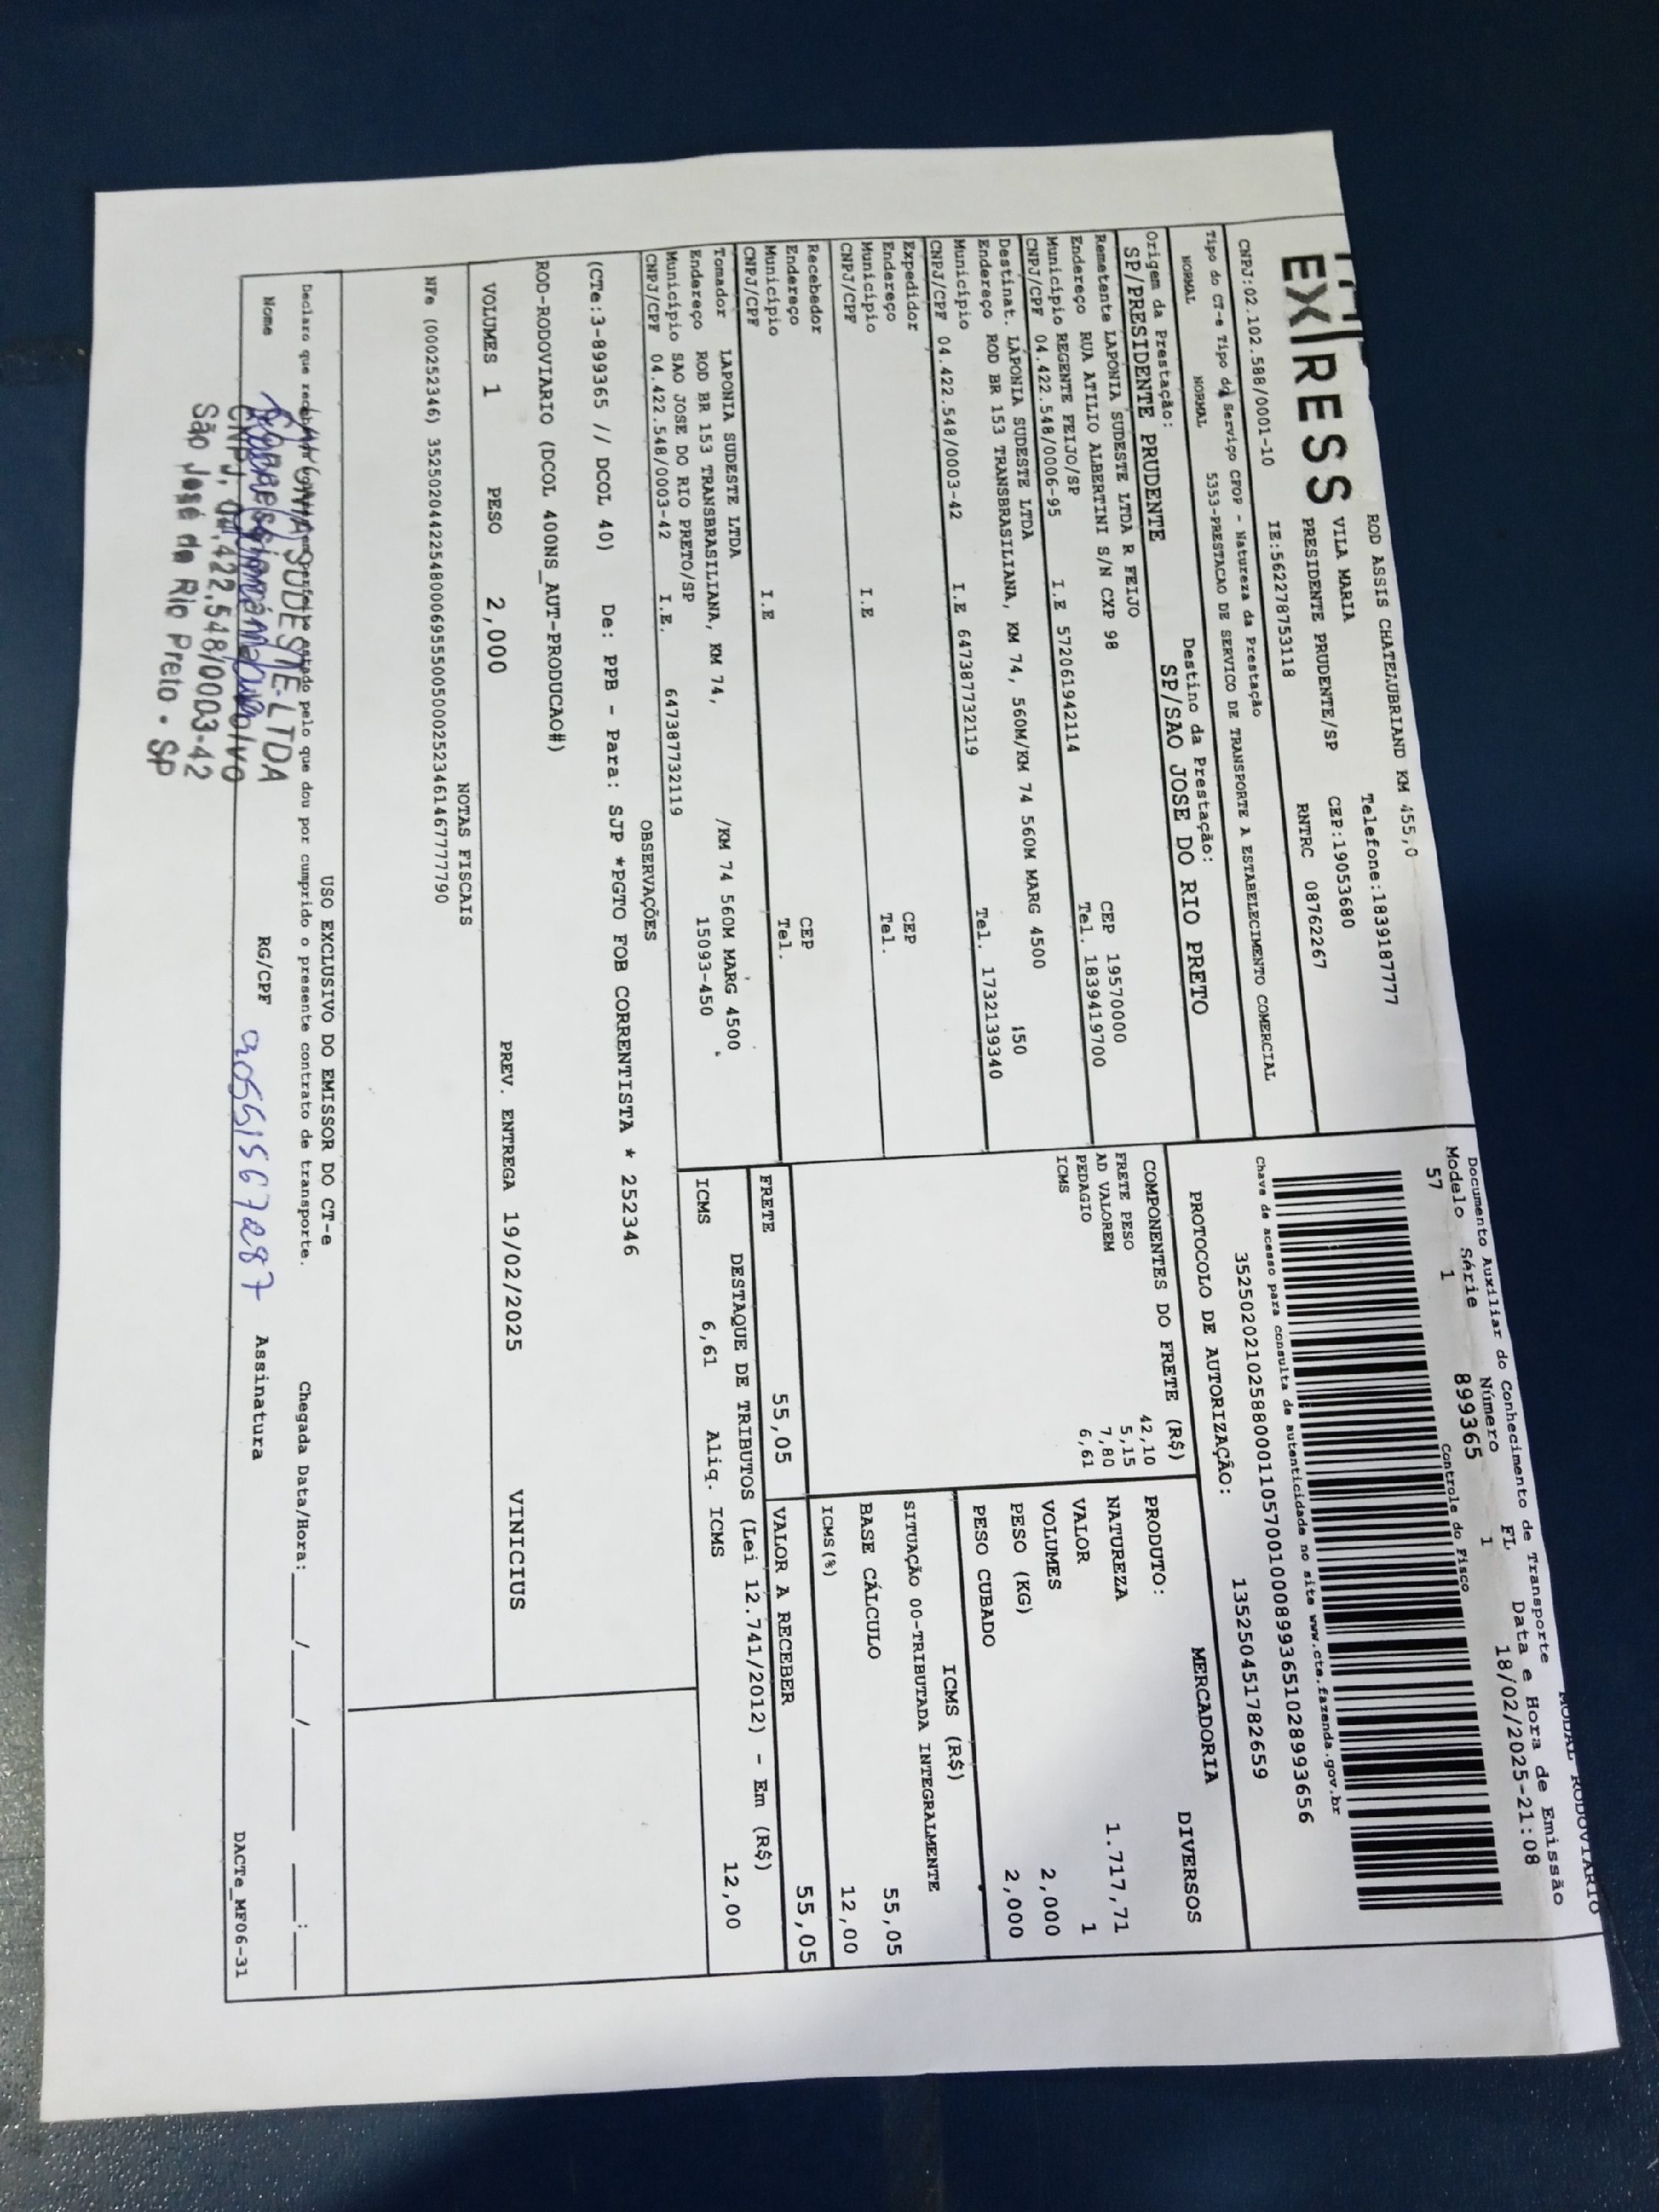 EXPRESS
ROD ASSIS CHATEAUBRIAND KM 455,0
VILA MARIA
Telefone:1839187777
PRESIDENTE PRUDENTE/SP CEP:19053680
CNPJ:02.102.588/0001-10 IE:562278753118 RNTRC 08762267
Tipo do CT-e Tipo do Serviço CFOP - Natureza da Prestação
NORMAL NORMAL 5353-PRESTACAO DE SERVICO DE TRANSPORTE A ESTABELECIMENTO COMERCIAL
Origem da Prestação: Destino da Prestação:
SP/PRESIDENTE PRUDENTE SP/SAO JOSE DO RIO PRETO
Remetente LAPONIA SUDESTE LTDA R FEIJO
Endereço RUA ATILIO ALBERTINI S/N CXP 98 CEP 19570000
Município REGENTE FEIJO/SP Tel. 1839419700
CNPJ/CPF 04.422.548/0006-95 I.E 572061942114
Destinat. LAPONIA SUDESTE LTDA
Endereço ROD BR 153 TRANSBRASILIANA, KM 74, 560M/KM 74 560M MARG 4500 150
Município Tel. 1732139340
CNPJ/CPF 04.422.548/0003-42 I.E 647387732119
Expedidor
Endereço CEP
Município Tel.
CNPJ/CPF I.E
Recebedor
Endereço CEP
Município Tel.
CNPJ/CPF I.E
Tomador LAPONIA SUDESTE LTDA
Endereço ROD BR 153 TRANSBRASILIANA, KM 74, /KM 74 560M MARG 4500
Município SAO JOSE DO RIO PRETO/SP 15093-450
CNPJ/CPF 04.422.548/0003-42 I.E. 647387732119
MODAL RODOVIARIO
Documento Auxiliar do Conhecimento de Transporte
Modelo Série Número FL Data e Hora de Emissão
57 1 899365 1 18/02/2025-21:08
Controle do Fisco
Chave de acesso para consulta de autenticidade no site www.cte.fazenda.gov.br
35250202102588000110570010008993651028993656
PROTOCOLO DE AUTORIZAÇÃO: 135250451782659
COMPONENTES DO FRETE (R$)
FRETE PESO 42,10
AD VALOREM 5,15
PEDAGIO 7,80
ICMS 6,61
MERCADORIA
PRODUTO: DIVERSOS
NATUREZA
VALOR 1.717,71
VOLUMES 1
PESO (KG) 2,000
PESO CUBADO 2,000
ICMS (R$)
SITUAÇÃO 00-TRIBUTADA INTEGRALMENTE
BASE CÁLCULO 55,05
ICMS(%) 12,00
FRETE 55,05 VALOR A RECEBER 55,05
DESTAQUE DE TRIBUTOS (Lei 12.741/2012) - Em (R$)
ICMS 6,61 Aliq. ICMS 12,00
OBSERVAÇÕES
(CTe:3-899365 // DCOL 40) De: PPB - Para: SJP *PGTO FOB CORRENTISTA * 252346
ROD-RODOVIARIO (DCOL 400NS_AUT-PRODUCAO#)
VOLUMES 1 PESO 2,000 PREV. ENTREGA 19/02/2025 VINICIUS
NOTAS FISCAIS
NFe (000252346) 35250204422548000695550050002523461467777790
USO EXCLUSIVO DO EMISSOR DO CT-e
Declaro que recebi estado pelo que dou por cumprido o presente contrato de transporte. Chegada Data/Hora: ___/___/_____ ___:___
Nome RG/CPF Assinatura
SUDESTE-LTDA
CNPJ. 04.422.548/0003-42
São José do Rio Preto - SP
DACTe_MF06-31